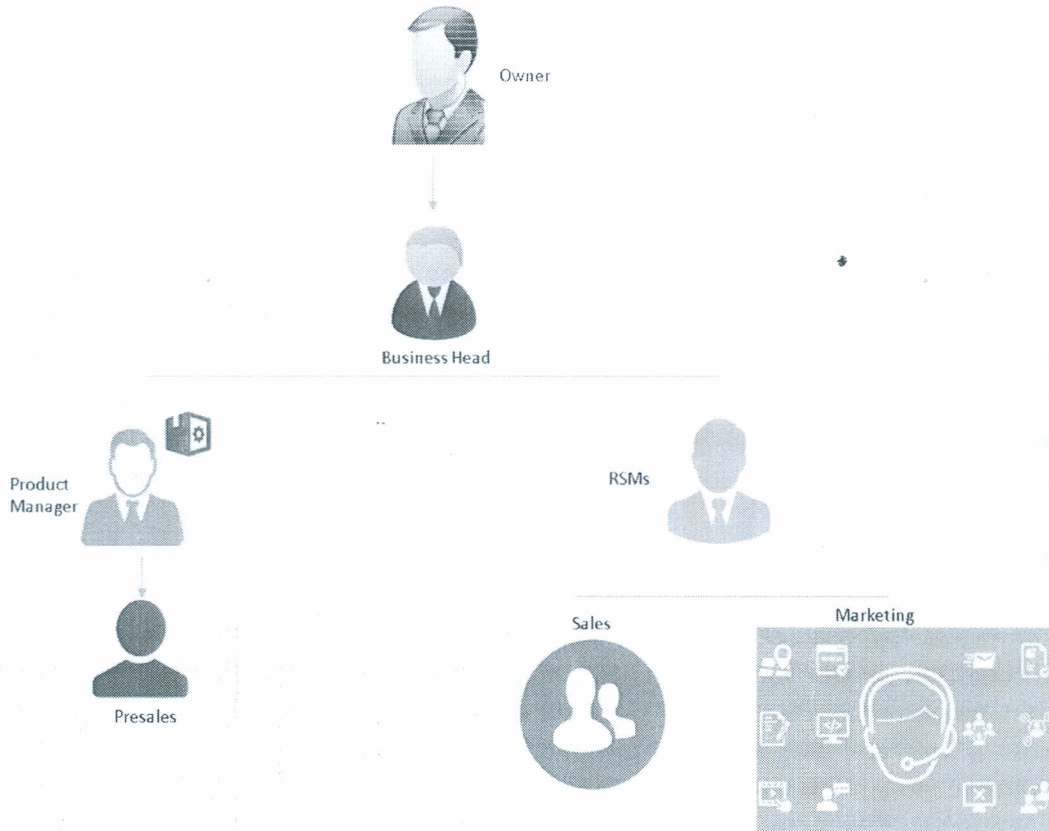 Owner
Business Head
Product
Manager
RSMs
Presales
Sales
Marketing